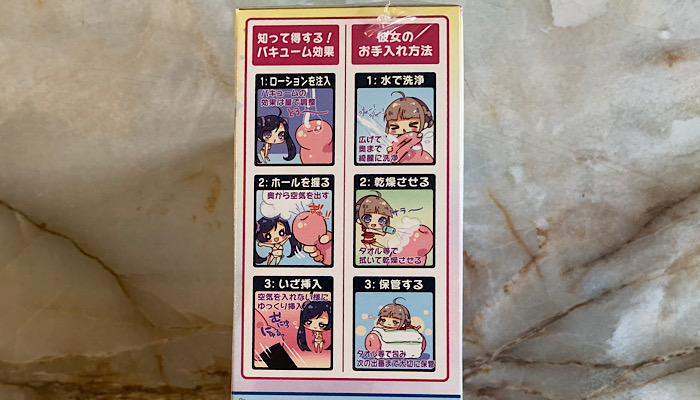 知って得する!
バキューム効果
1:ローションを注入
バキュームの
効果は量で調整
とろ〜
2:ホールを握る
奥から空気を出す
3:いざ挿入
空気を入れない様に
ゆっくり挿入
彼女の
お手入れ方法
1:水で洗浄
広げて
奥まで
綺麗に洗浄
2:乾燥させる
サラ〜
タオル等で
拭いて乾燥させる
3:保管する
タオル等で包み
次の出番まで大切に保管